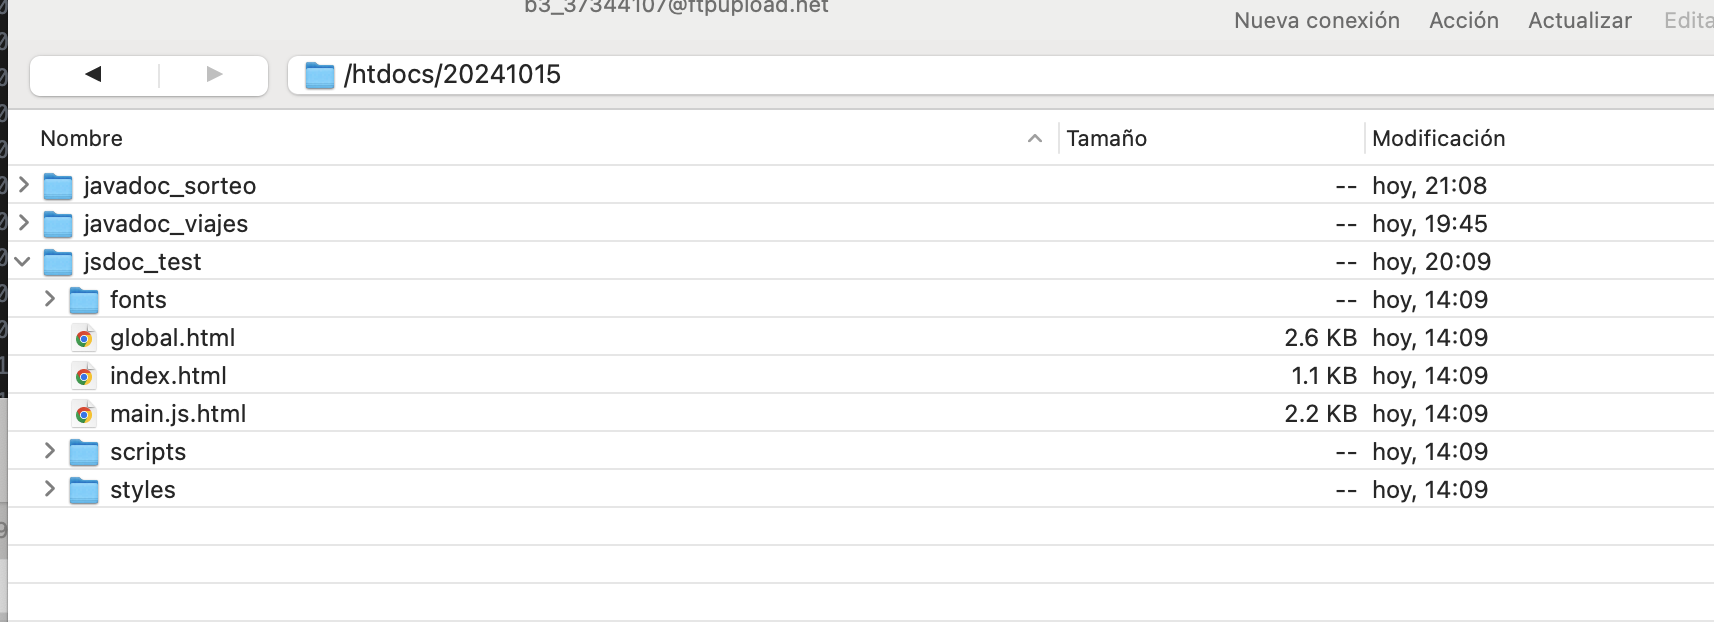 b3_37344107@ftpupload.net
Nueva conexión Acción Actualizar
/htdocs/20241015
Nombre Tamaño Modificación
javadoc_sorteo -- hoy, 21:08
javadoc_viajes -- hoy, 19:45
jsdoc_test -- hoy, 20:09
fonts -- hoy, 14:09
global.html 2.6 KB hoy, 14:09
index.html 1.1 KB hoy, 14:09
main.js.html 2.2 KB hoy, 14:09
scripts -- hoy, 14:09
styles -- hoy, 14:09